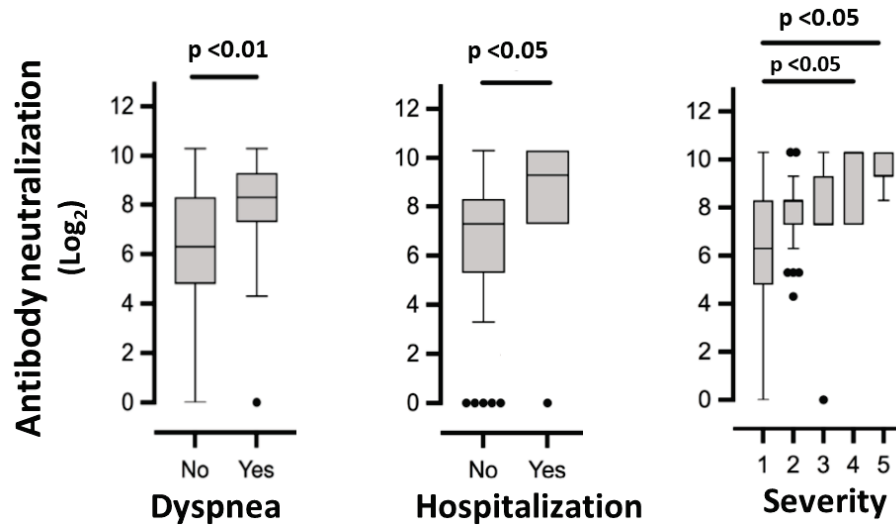 Antibody neutralization
(Log₂)
p <0.01
12
10
8
6
4
2
0
No Yes
Dyspnea
p <0.05
12
10
8
6
4
2
0
No Yes
Hospitalization
p <0.05
p <0.05
12
10
8
6
4
2
0
1 2 3 4 5
Severity